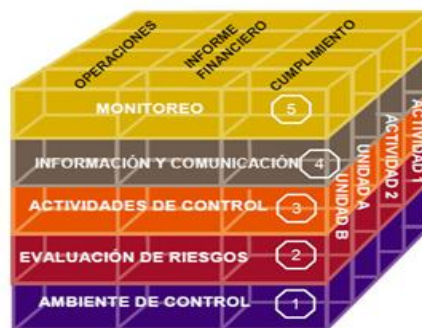 OPERACIONES
INFORME
FINANCIERO
CUMPLIMIENTO
MONITOREO 5
INFORMACIÓN Y COMUNICACIÓN 4
ACTIVIDADES DE CONTROL 3
EVALUACIÓN DE RIESGOS 2
AMBIENTE DE CONTROL 1
UNIDAD B
UNIDAD A
ACTIVIDAD 2
ACTIVIDAD 1